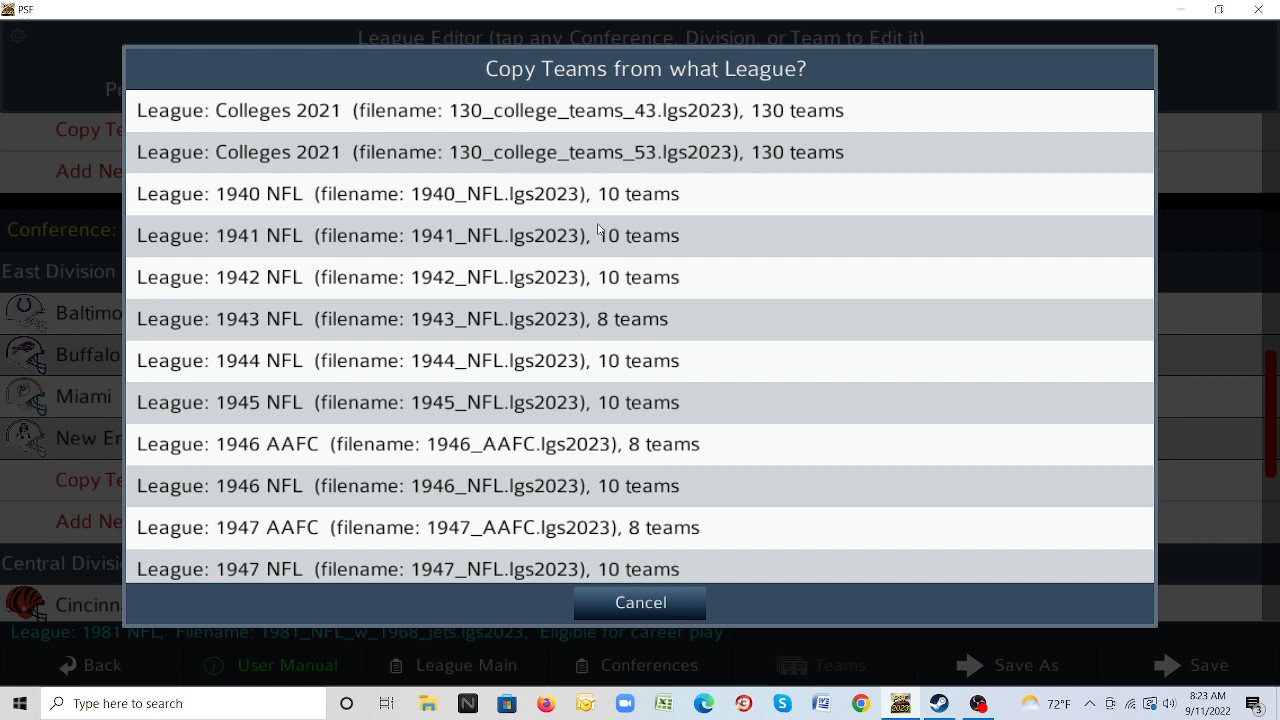 PSF
League Editor (tap any Conference, Division, or Team to Edit it)
Copy Teams from what League?
League: Colleges 2021 (filename: 130_college_teams_43.lgs2023), 130 teams
League: Colleges 2021 (filename: 130_college_teams_53.lgs2023), 130 teams
League: 1940 NFL (filename: 1940_NFL.lgs2023), 10 teams
League: 1941 NFL (filename: 1941_NFL.lgs2023), 10 teams
League: 1942 NFL (filename: 1942_NFL.lgs2023), 10 teams
League: 1943 NFL (filename: 1943_NFL.lgs2023), 8 teams
League: 1944 NFL (filename: 1944_NFL.lgs2023), 10 teams
League: 1945 NFL (filename: 1945_NFL.lgs2023), 10 teams
League: 1946 AAFC (filename: 1946_AAFC.lgs2023), 8 teams
League: 1946 NFL (filename: 1946_NFL.lgs2023), 10 teams
League: 1947 AAFC (filename: 1947_AAFC.lgs2023), 8 teams
League: 1947 NFL (filename: 1947_NFL.lgs2023), 10 teams
Cancel
Pr
Copy Te
Add Ne
Conference:
East Division
Baltimo
Buffalo
Miami
New En
Copy Te
Add Ne
Central Divisi
Cincinna
League: 1981 NFL, Filename: 1981_NFL_w_1968_jets.lgs2023, Eligible for career play
Back User Manual League Main Conferences Teams Save As Save
Type here to search 72°F 8:23 AM
9/11/2022